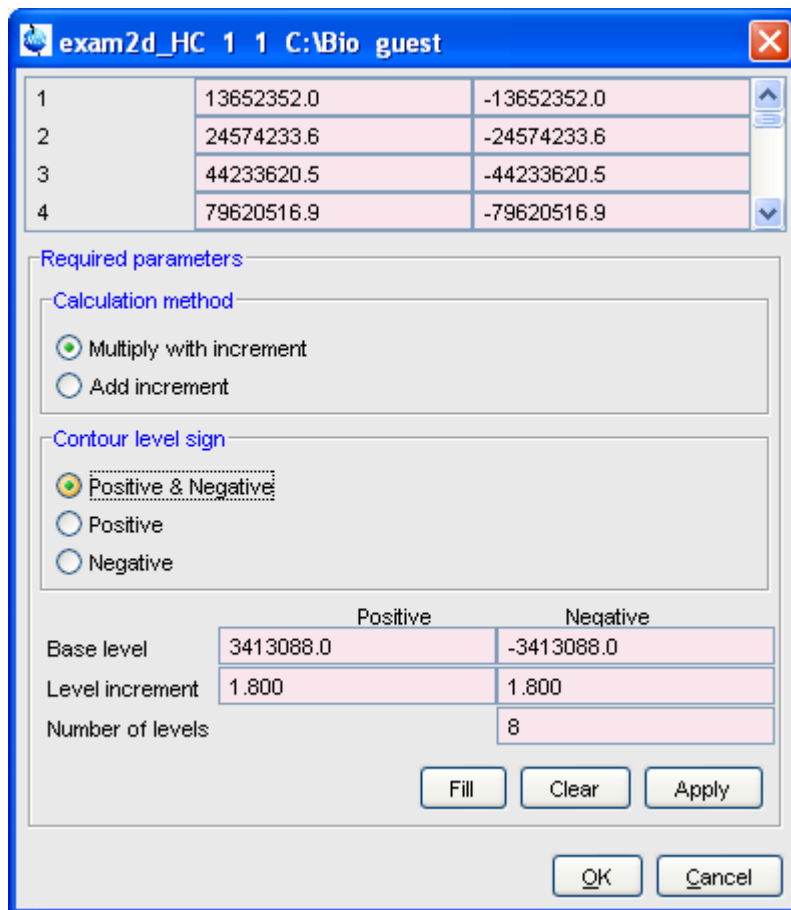 exam2d_HC 1 1 C:\Bio guest
1 13652352.0 -13652352.0
2 24574233.6 -24574233.6
3 44233620.5 -44233620.5
4 79620516.9 -79620516.9
Required parameters
Calculation method
Multiply with increment
Add increment
Contour level sign
Positive & Negative
Positive
Negative
Positive Negative
Base level 3413088.0 -3413088.0
Level increment 1.800 1.800
Number of levels 8
Fill Clear Apply
OK Cancel